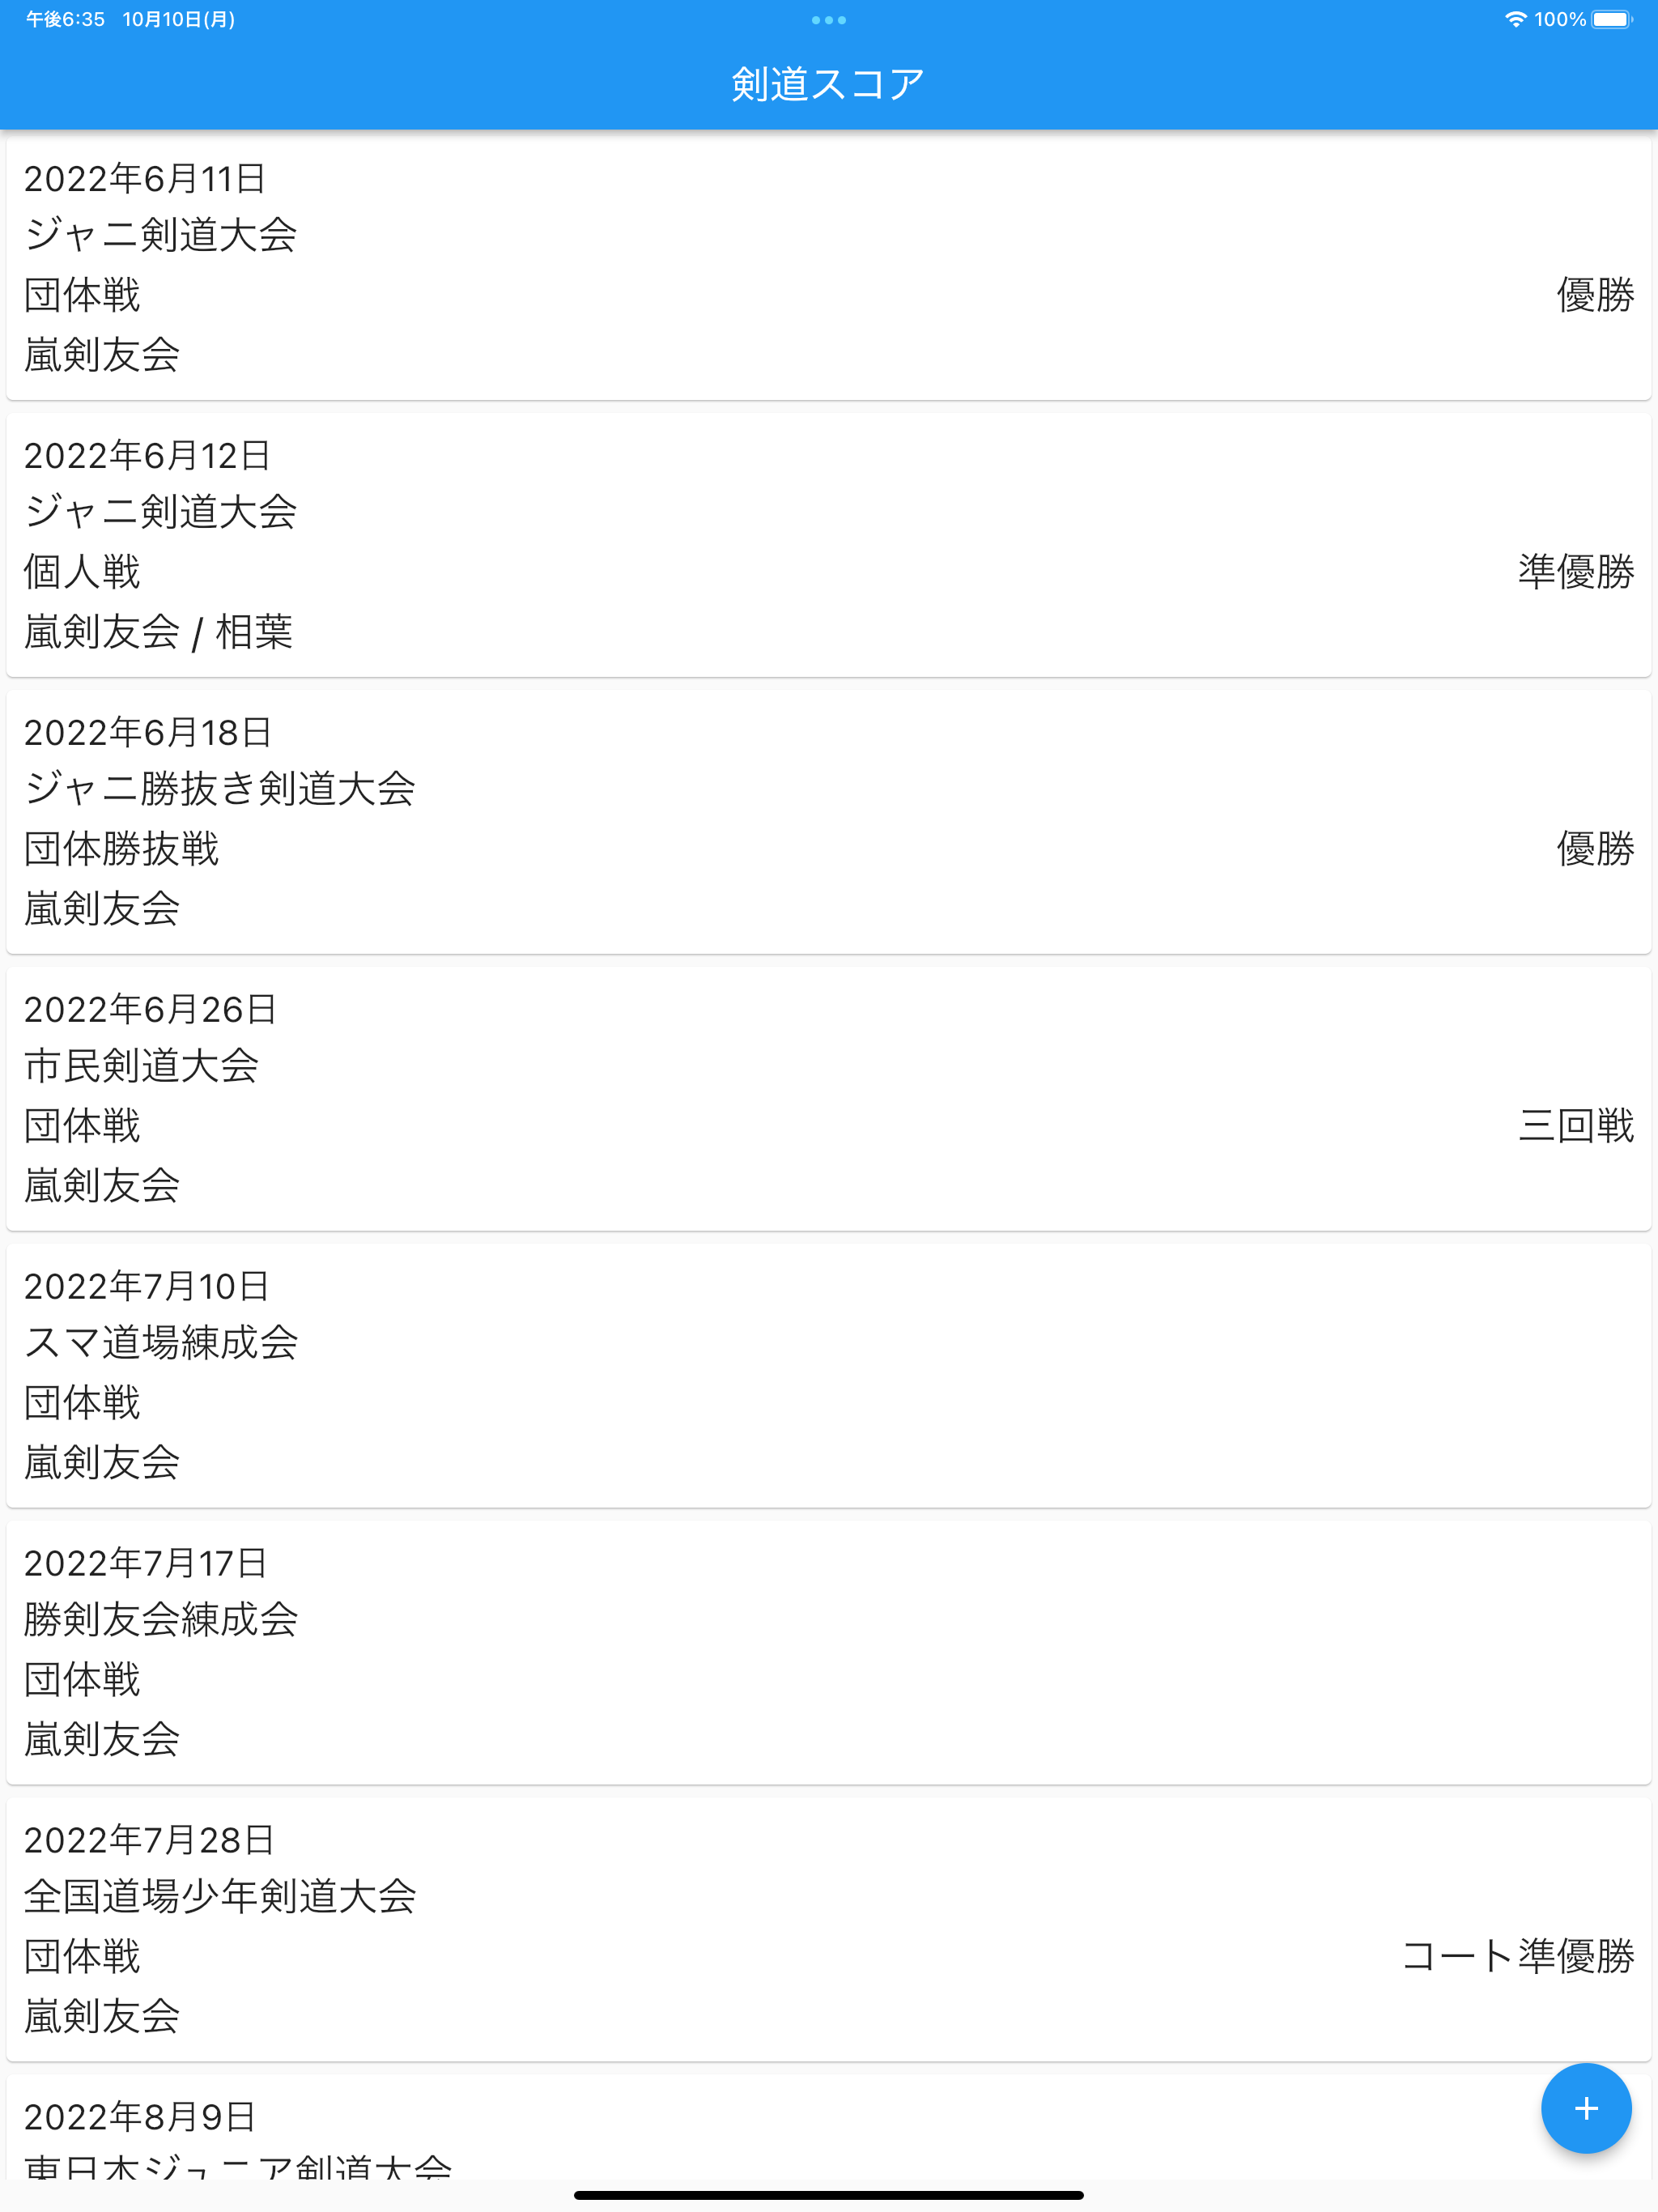 午後6:35 10月10日(月) 100%
剣道スコア
2022年6月11日
ジャニ剣道大会
団体戦 優勝
嵐剣友会
2022年6月12日
ジャニ剣道大会
個人戦 準優勝
嵐剣友会 / 相葉
2022年6月18日
ジャニ勝抜き剣道大会
団体勝抜戦 優勝
嵐剣友会
2022年6月26日
市民剣道大会
団体戦 三回戦
嵐剣友会
2022年7月10日
スマ道場練成会
団体戦
嵐剣友会
2022年7月17日
勝剣友会練成会
団体戦
嵐剣友会
2022年7月28日
全国道場少年剣道大会
団体戦 コート準優勝
嵐剣友会
2022年8月9日
東日本ジュニア剣道大会